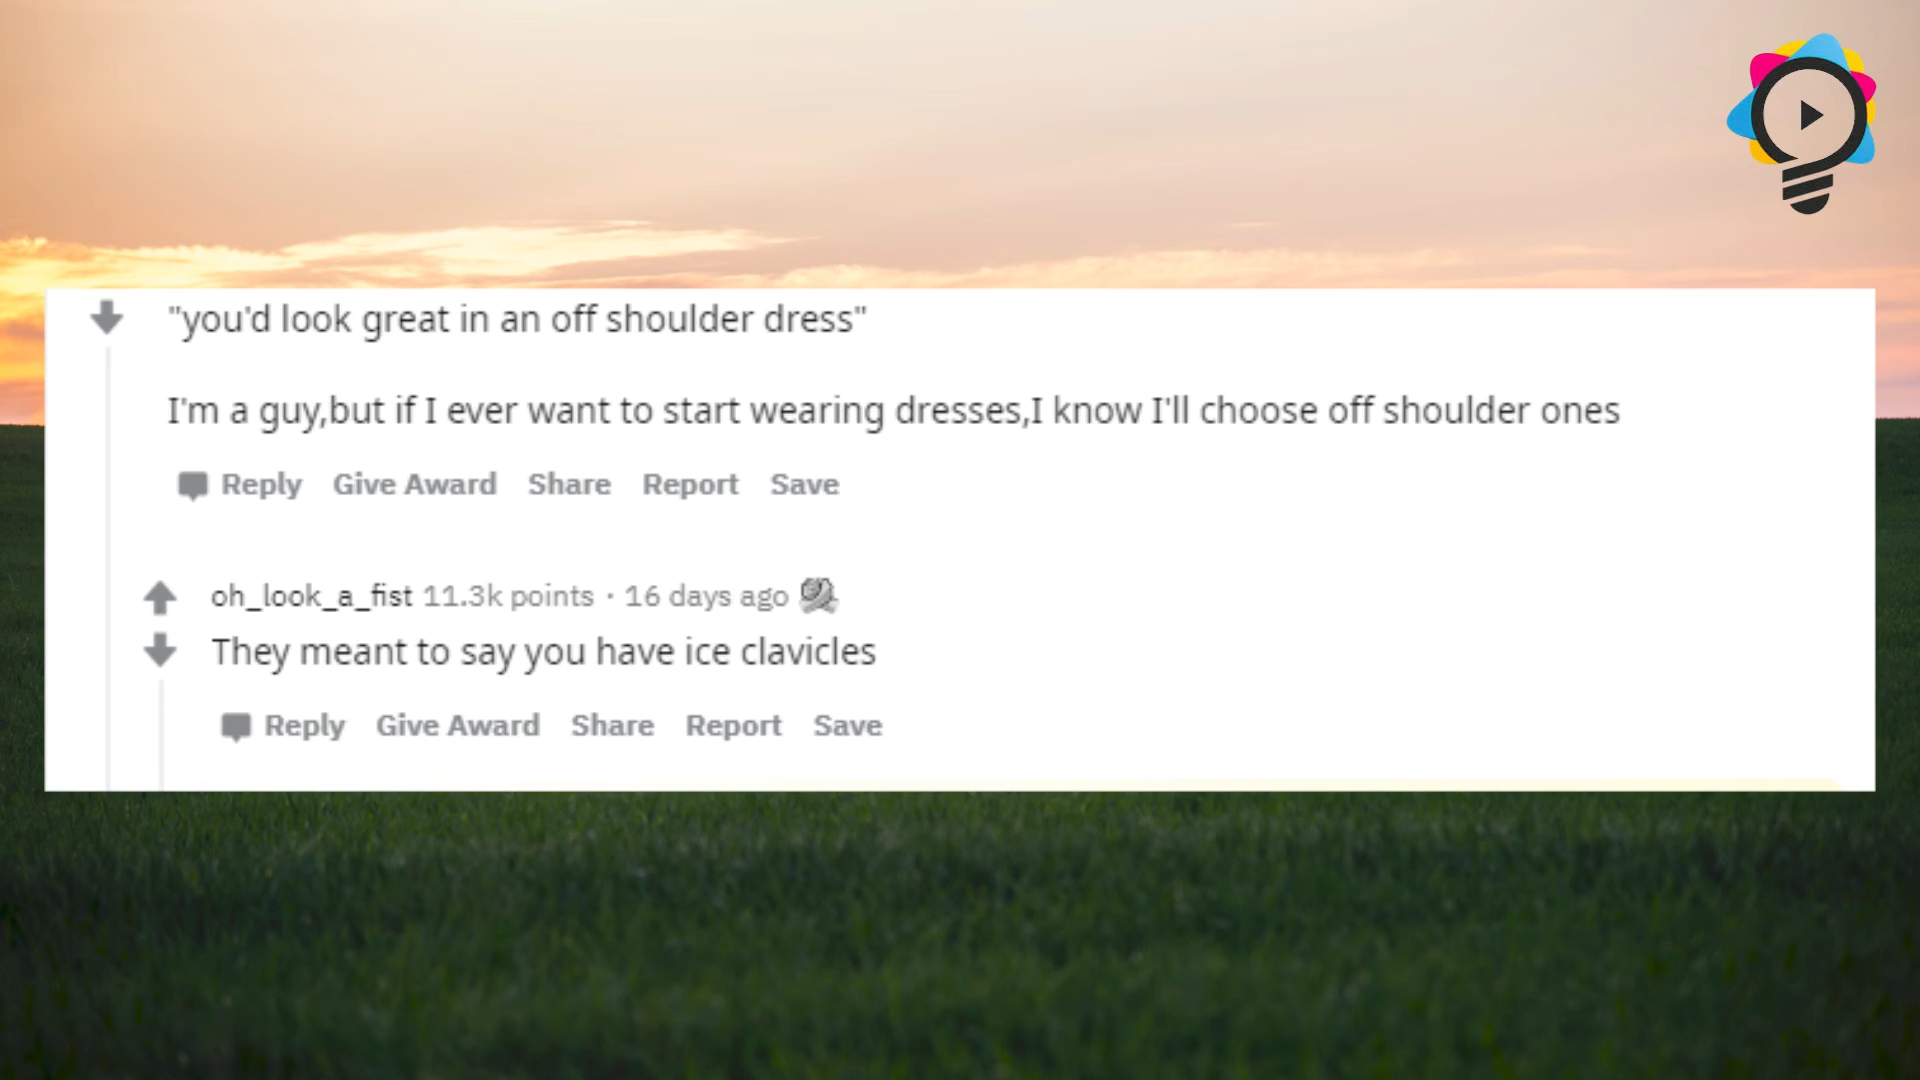 "you'd look great in an off shoulder dress"
I'm a guy,but if I ever want to start wearing dresses,I know I'll choose off shoulder ones
Reply Give Award Share Report Save
oh_look_a_fist 11.3k points · 16 days ago
They meant to say you have ice clavicles
Reply Give Award Share Report Save